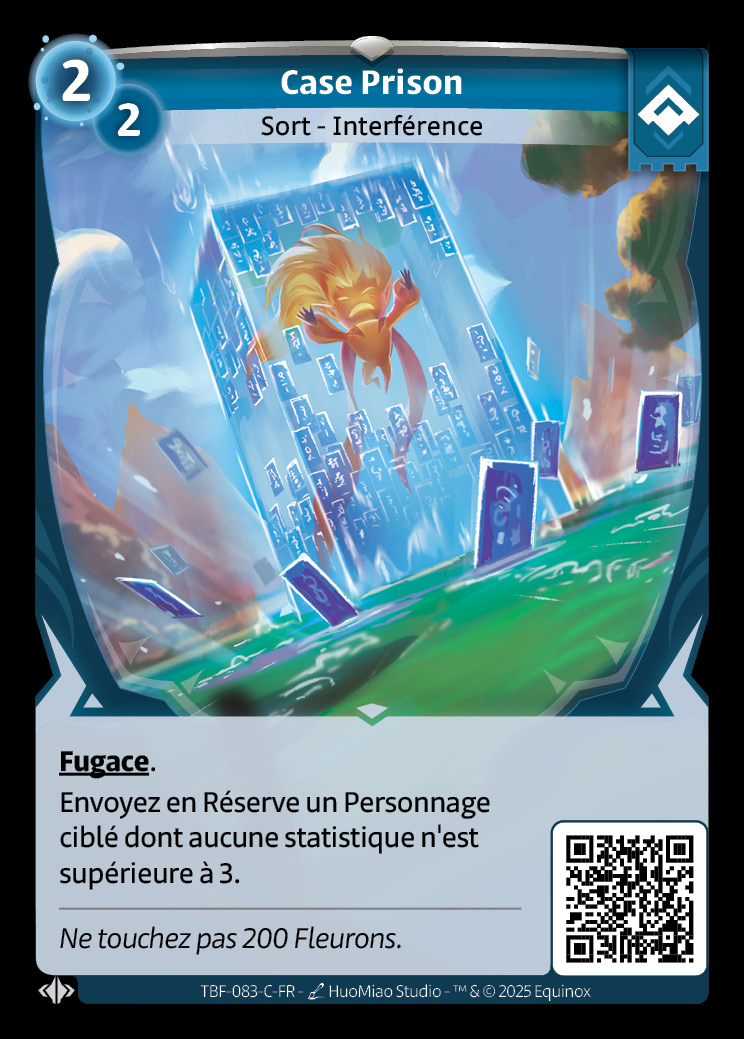 2
Case Prison
2
Sort - Interférence
Fugace.
Envoyez en Réserve un Personnage
ciblé dont aucune statistique n'est
supérieure à 3.
Ne touchez pas 200 Fleurons.
TBF-083-C-FR - HuoMiao Studio - ™ & © 2025 Equinox